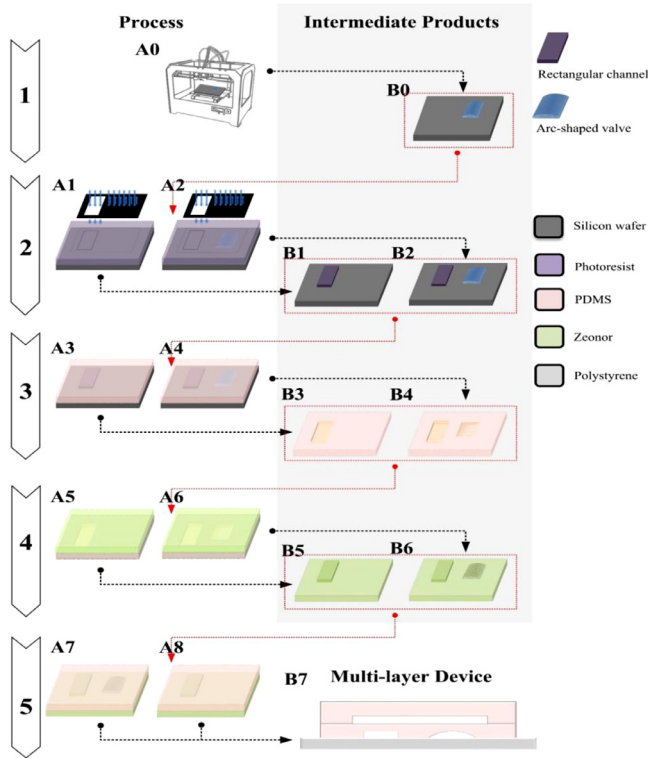 Process
Intermediate Products
A0
1
B0
Rectangular channel
Arc-shaped valve
A1
A2
2
B1
B2
Silicon wafer
Photoresist
PDMS
Zeonor
Polystyrene
A3
A4
3
B3
B4
A5
A6
4
B5
B6
A7
A8
5
B7
Multi-layer Device